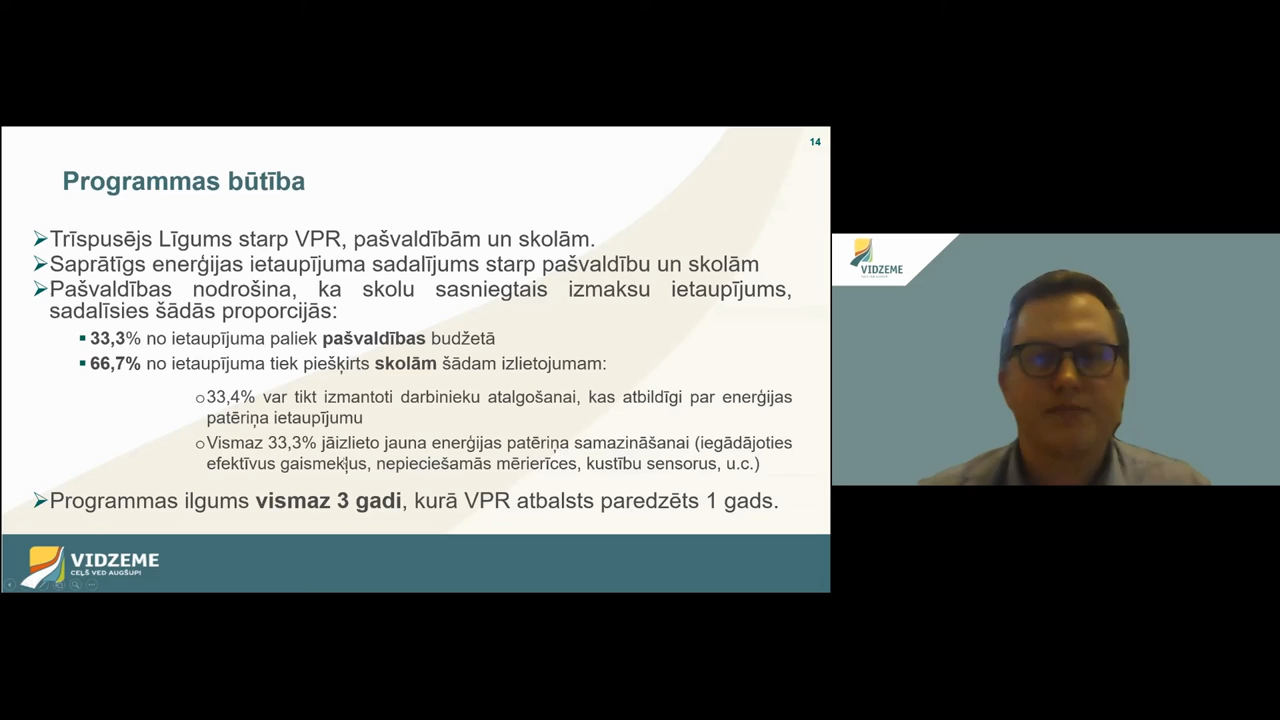 14
Programmas būtība
Trīspusējs Līgums starp VPR, pašvaldībām un skolām.
Saprātīgs enerģijas ietaupījuma sadalījums starp pašvaldību un skolām
Pašvaldības nodrošina, ka skolu sasniegtais izmaksu ietaupījums,
sadalīsies šādās proporcijās:
33,3% no ietaupījuma paliek pašvaldības budžetā
66,7% no ietaupījuma tiek piešķirts skolām šādam izlietojumam:
33,4% var tikt izmantoti darbinieku atalgošanai, kas atbildīgi par enerģijas
patēriņa ietaupījumu
Vismaz 33,3% jāizlieto jauna enerģijas patēriņa samazināšanai (iegādājoties
efektīvus gaismekļus, nepieciešamās mērierīces, kustību sensorus, u.c.)
Programmas ilgums vismaz 3 gadi, kurā VPR atbalsts paredzēts 1 gads.
VIDZEME
CEĻŠ VED AUGŠUP!
VIDZEME